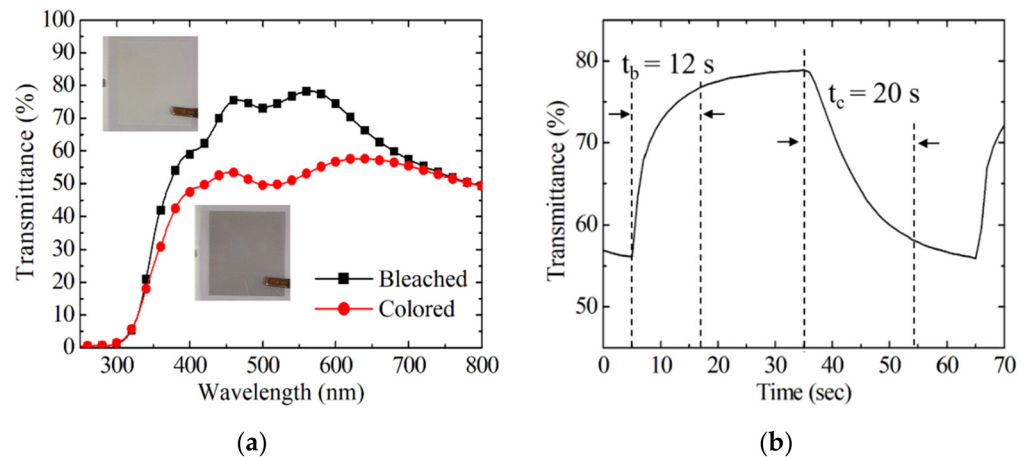 100
90
80
70
60
50
40
30
20
10
0
Transmittance (%)
300 400 500 600 700 800
Wavelength (nm)
Bleached
Colored
(a)
80
70
60
50
Transmittance (%)
t_b = 12 s
t_c = 20 s
0 10 20 30 40 50 60 70
Time (sec)
(b)